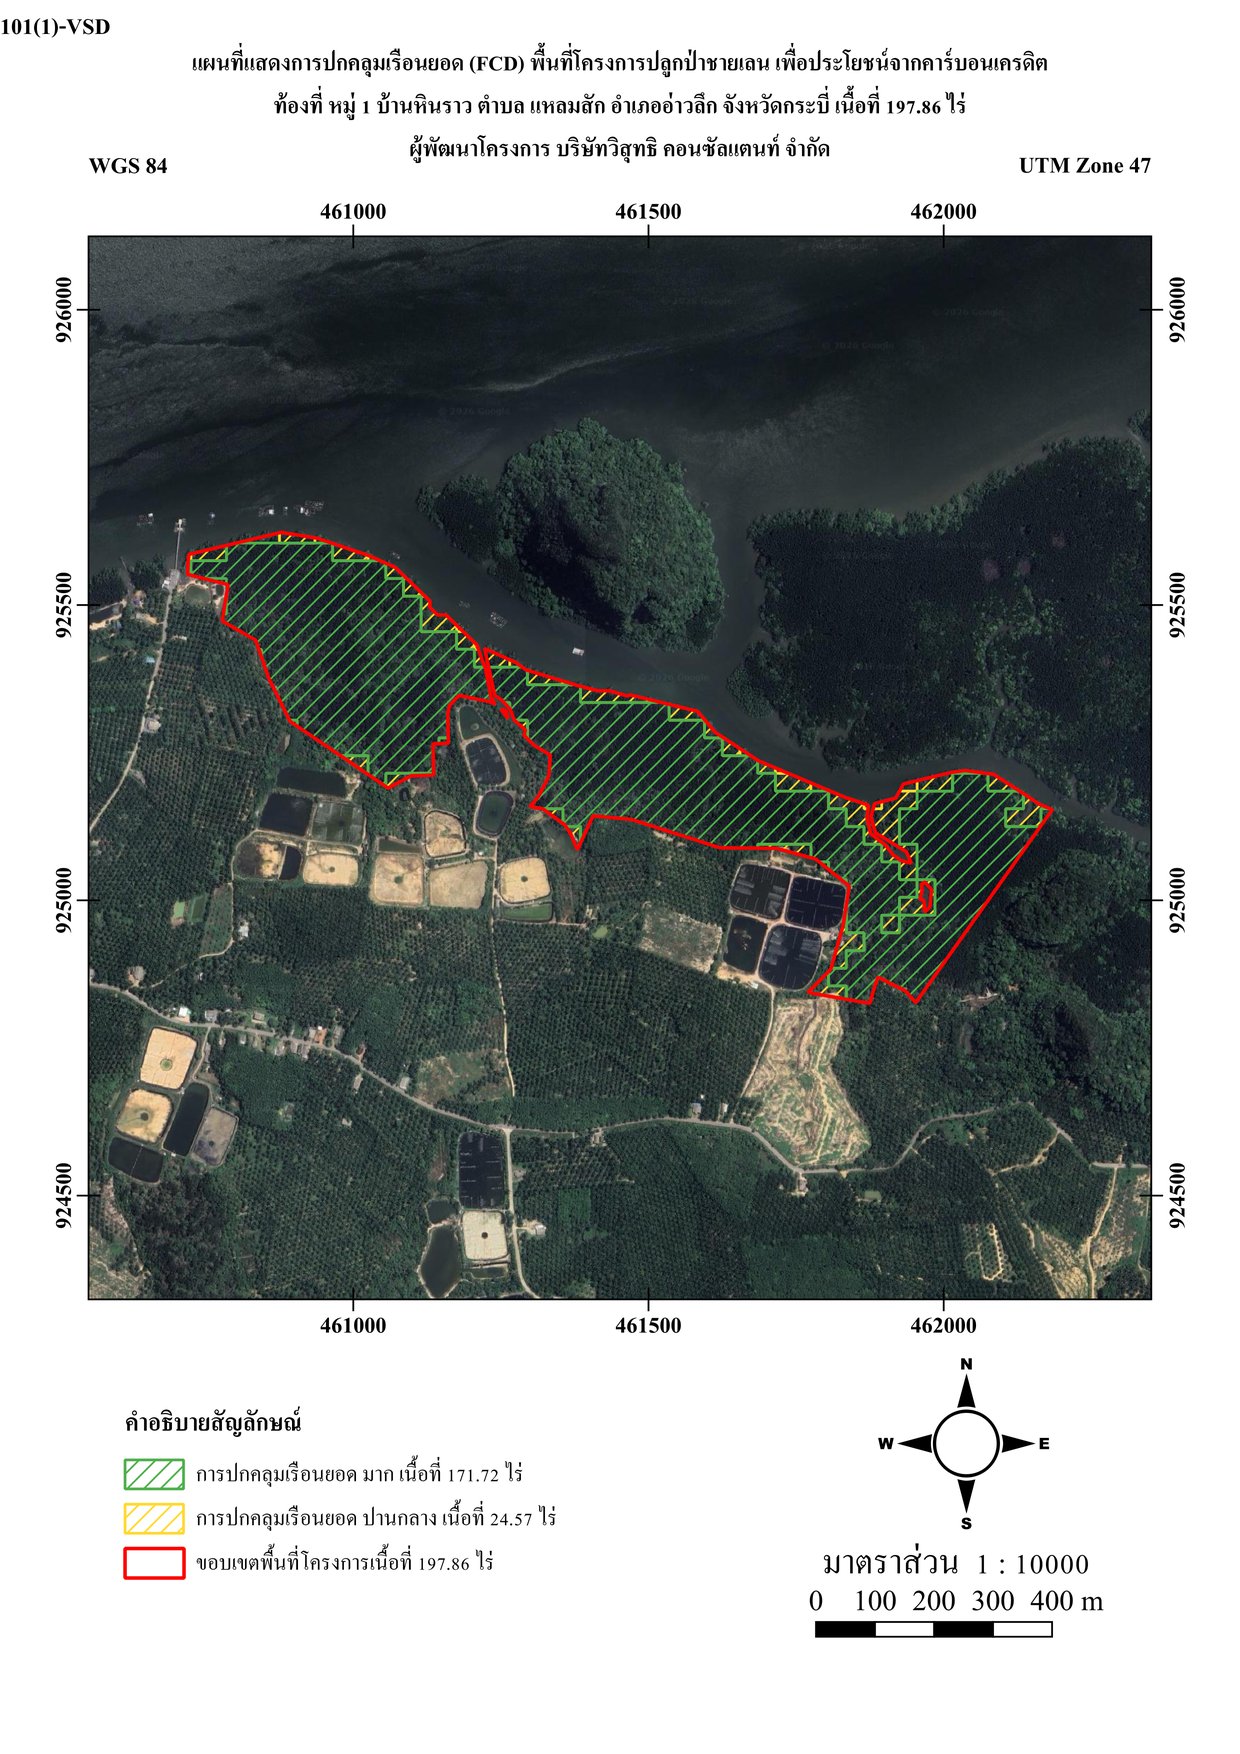 101(1)-VSD
แผนที่แสดงการปกคลุมเรือนยอด (FCD) พื้นที่โครงการปลูกป่าชายเลน เพื่อประโยชน์จากคาร์บอนเครดิต
ท้องที่ หมู่ 1 บ้านหินราว ตำบล แหลมสัก อำเภออ่าวลึก จังหวัดกระบี่ เนื้อที่ 197.86 ไร่
ผู้พัฒนาโครงการ บริษัทวิสุทธิ คอนซัลแตนท์ จำกัด
WGS 84 UTM Zone 47
461000 461500 462000
926000 926000
© 2026 Google
© 2026 Google
© 2026 Google
© 2026 Google
925500 925500
© 2026 Google
925000 925000
924500 924500
461000 461500 462000
N
W E
S
คำอธิบายสัญลักษณ์
การปกคลุมเรือนยอด มาก เนื้อที่ 171.72 ไร่
การปกคลุมเรือนยอด ปานกลาง เนื้อที่ 24.57 ไร่
ขอบเขตพื้นที่โครงการเนื้อที่ 197.86 ไร่
มาตราส่วน 1 : 10000
0 100 200 300 400 m